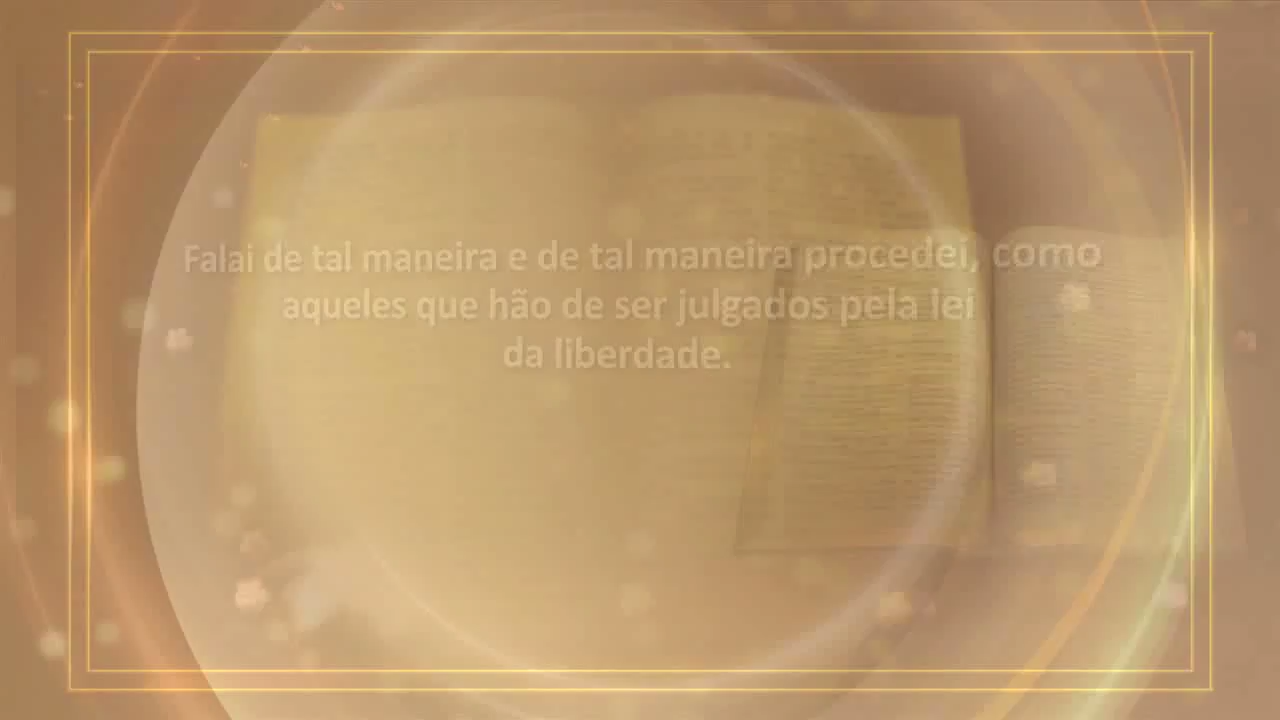 Falai de tal maneira e de tal maneira procedei, como
aqueles que hão de ser julgados pela lei
da liberdade.